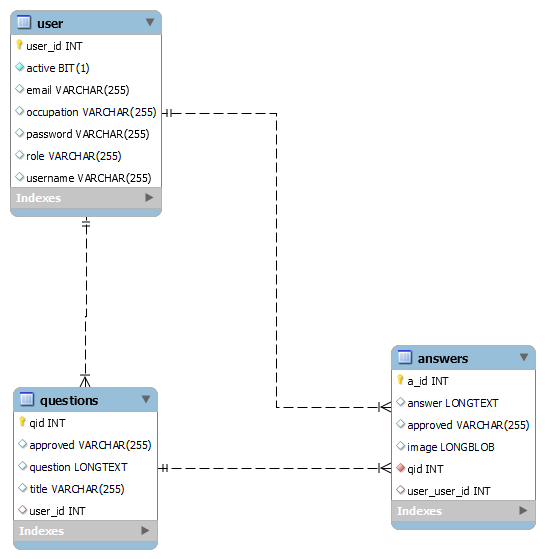 user
user_id INT
active BIT(1)
email VARCHAR(255)
occupation VARCHAR(255)
password VARCHAR(255)
role VARCHAR(255)
username VARCHAR(255)
Indexes
questions
qid INT
approved VARCHAR(255)
question LONGTEXT
title VARCHAR(255)
user_id INT
Indexes
answers
a_id INT
answer LONGTEXT
approved VARCHAR(255)
image LONGBLOB
qid INT
user_user_id INT
Indexes